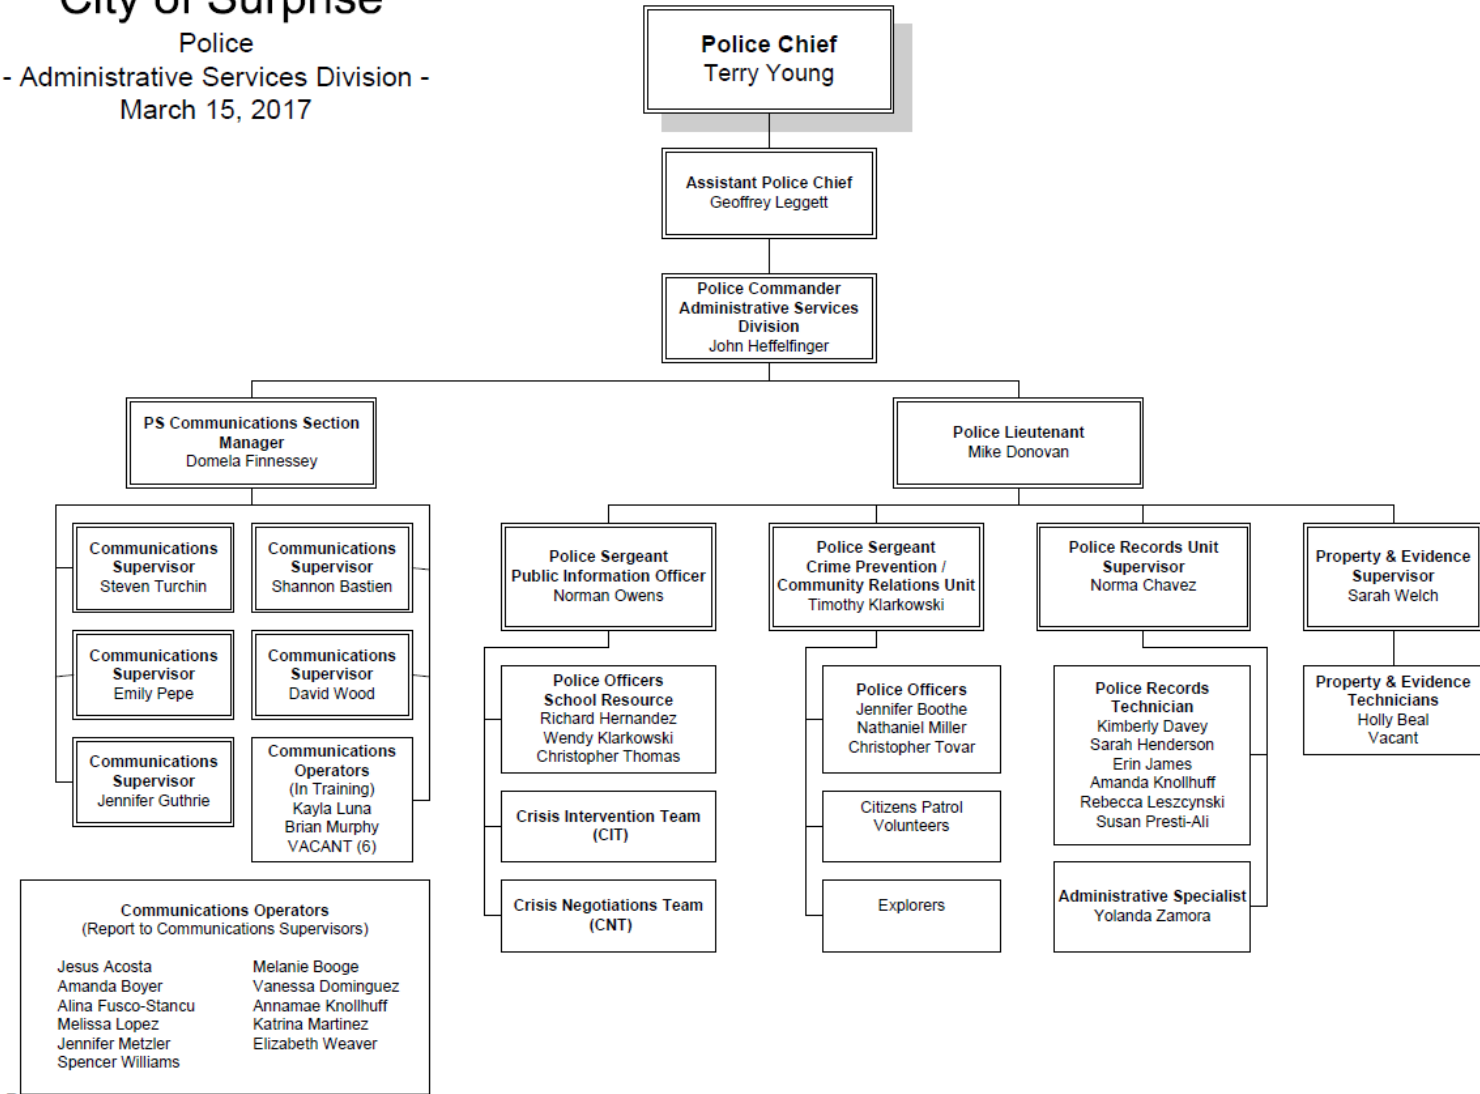 City of Surprise
Police
- Administrative Services Division -
March 15, 2017
Police Chief
Terry Young
Assistant Police Chief
Geoffrey Leggett
Police Commander
Administrative Services
Division
John Heffelfinger
PS Communications Section
Manager
Domela Finnessey
Police Lieutenant
Mike Donovan
Communications
Supervisor
Steven Turchin
Communications
Supervisor
Shannon Bastien
Communications
Supervisor
Emily Pepe
Communications
Supervisor
David Wood
Communications
Supervisor
Jennifer Guthrie
Communications
Operators
(In Training)
Kayla Luna
Brian Murphy
VACANT (6)
Communications Operators
(Report to Communications Supervisors)
Jesus Acosta
Amanda Boyer
Alina Fusco-Stancu
Melissa Lopez
Jennifer Metzler
Spencer Williams
Melanie Booge
Vanessa Dominguez
Annamae Knollhuff
Katrina Martinez
Elizabeth Weaver
Police Sergeant
Public Information Officer
Norman Owens
Police Officers
School Resource
Richard Hernandez
Wendy Klarkowski
Christopher Thomas
Crisis Intervention Team
(CIT)
Crisis Negotiations Team
(CNT)
Police Sergeant
Crime Prevention /
Community Relations Unit
Timothy Klarkowski
Police Officers
Jennifer Boothe
Nathaniel Miller
Christopher Tovar
Citizens Patrol
Volunteers
Explorers
Police Records Unit
Supervisor
Norma Chavez
Police Records
Technician
Kimberly Davey
Sarah Henderson
Erin James
Amanda Knollhuff
Rebecca Leszcynski
Susan Presti-Ali
Administrative Specialist
Yolanda Zamora
Property & Evidence
Supervisor
Sarah Welch
Property & Evidence
Technicians
Holly Beal
Vacant